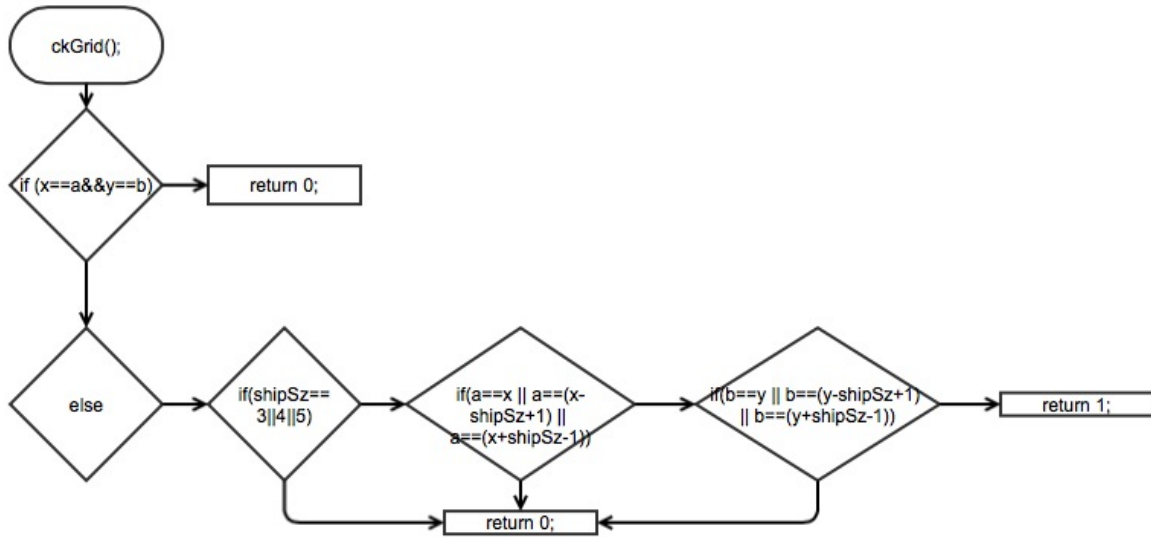 ckGrid();
if (x==a&&y==b)
return 0;
else
if(shipSz==
3||4||5)
if(a==x || a==(x-
shipSz+1) ||
a==(x+shipSz-1))
if(b==y || b==(y-shipSz+1)
|| b==(y+shipSz-1))
return 1;
return 0;